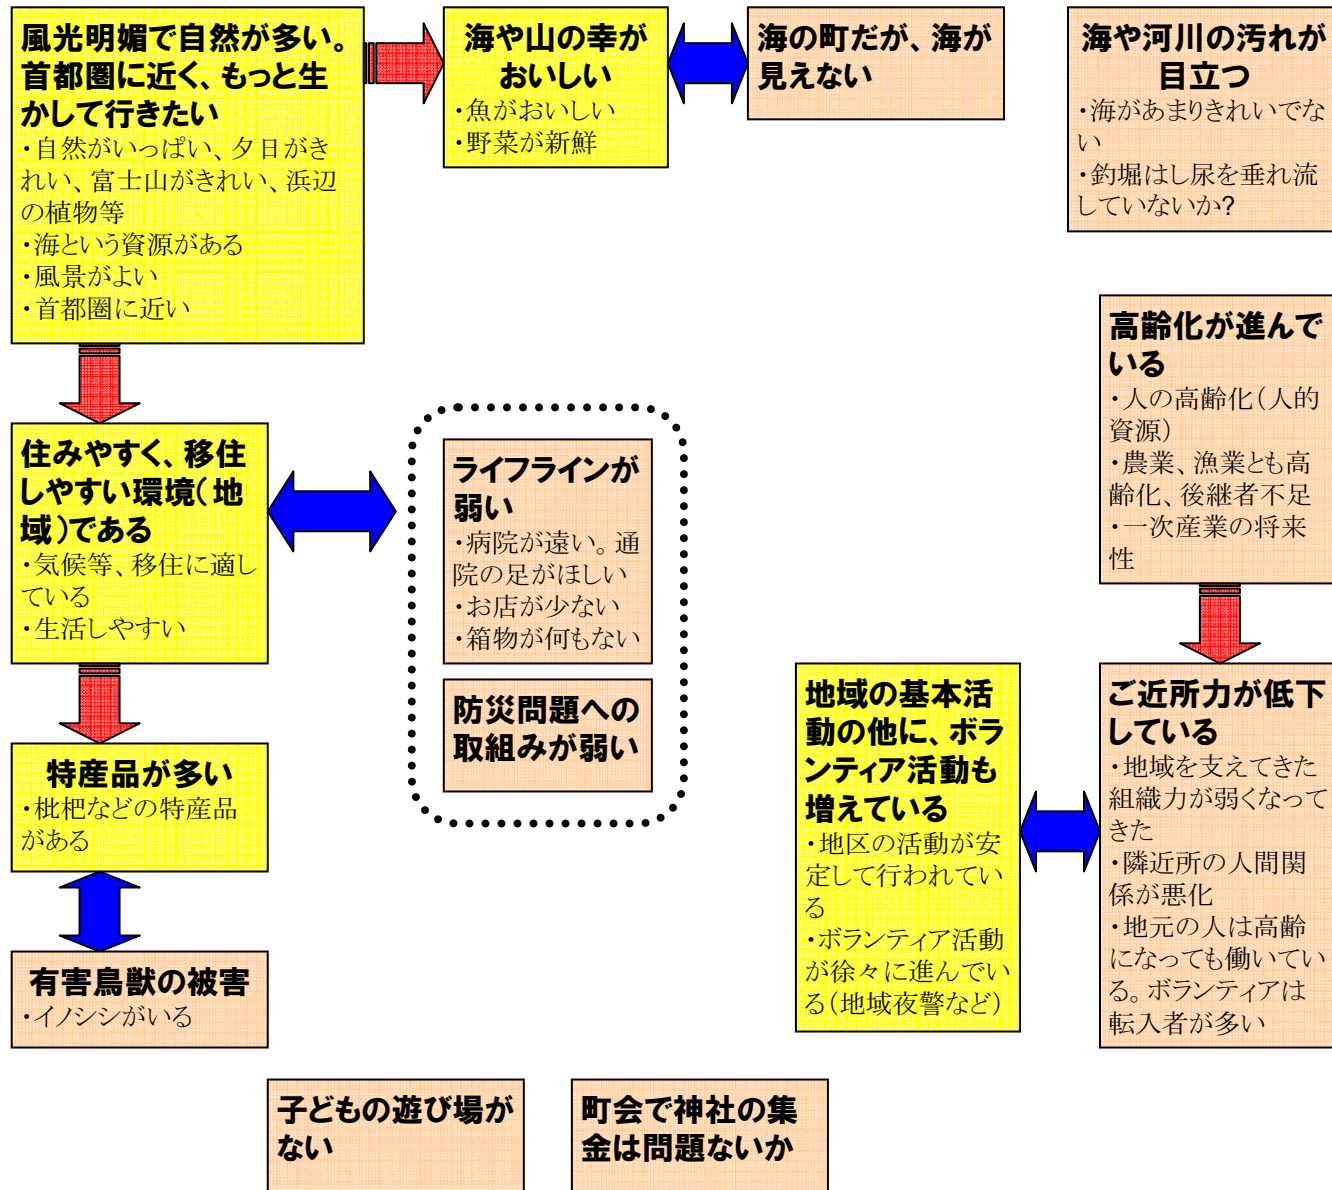 風光明媚で自然が多い。
首都圏に近く、もっと生
かして行きたい
・自然がいっぱい、夕日がき
れい、富士山がきれい、浜辺
の植物等
・海という資源がある
・風景がよい
・首都圏に近い
海や山の幸が
おいしい
・魚がおいしい
・野菜が新鮮
海の町だが、海が
見えない
海や河川の汚れが
目立つ
・海があまりきれいでな
い
・釣堀はし尿を垂れ流
していないか?
住みやすく、移住
しやすい環境(地
域)である
・気候等、移住に適し
ている
・生活しやすい
ライフラインが
弱い
・病院が遠い。通
院の足がほしい
・お店が少ない
・箱物が何もない
防災問題への
取組みが弱い
高齢化が進んで
いる
・人の高齢化(人的
資源)
・農業、漁業とも高
齢化、後継者不足
・一次産業の将来
性
特産品が多い
・枇杷などの特産品
がある
地域の基本活
動の他に、ボラ
ンティア活動も
増えている
・地区の活動が安
定して行われてい
る
・ボランティア活動
が徐々に進んでい
る(地域夜警など)
ご近所力が低下
している
・地域を支えてきた
組織力が弱くなって
きた
・隣近所の人間関
係が悪化
・地元の人は高齢
になっても働いてい
る。ボランティアは
転入者が多い
有害鳥獣の被害
・イノシシがいる
子どもの遊び場が
ない
町会で神社の集
金は問題ないか